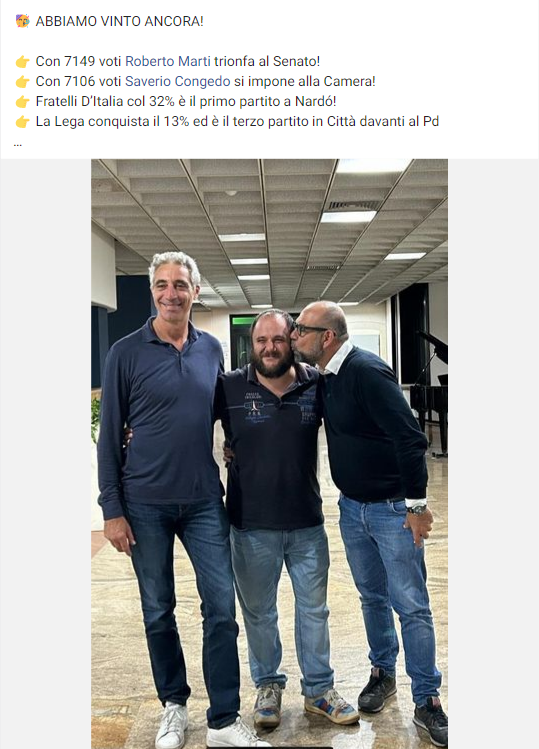 🥳 ABBIAMO VINTO ANCORA!
👉 Con 7149 voti Roberto Marti trionfa al Senato!
👉 Con 7106 voti Saverio Congedo si impone alla Camera!
👉 Fratelli D’Italia col 32% è il primo partito a Nardó!
👉 La Lega conquista il 13% ed è il terzo partito in Città davanti al Pd
...